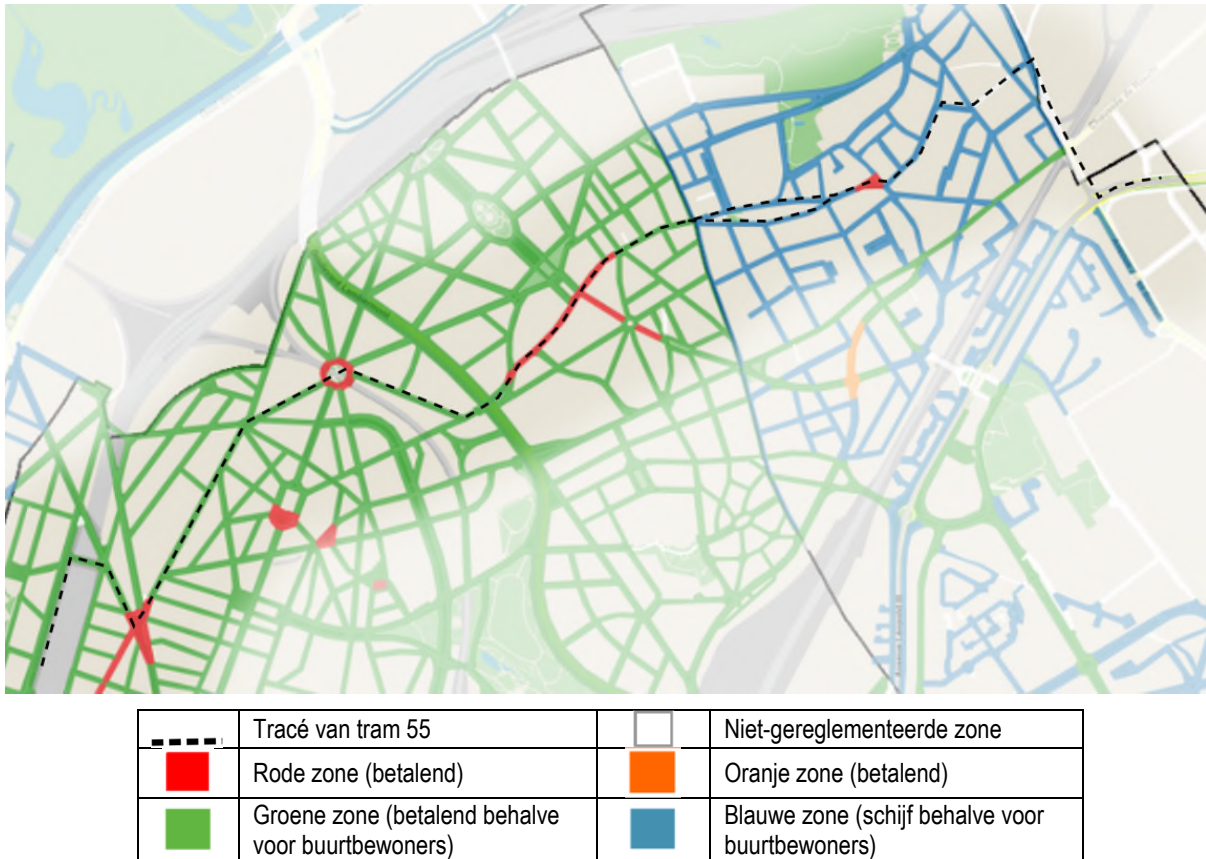 Tracé van tram 55
Niet-gereglementeerde zone
Rode zone (betalend)
Oranje zone (betalend)
Groene zone (betalend behalve
voor buurtbewoners)
Blauwe zone (schijf behalve voor
buurtbewoners)